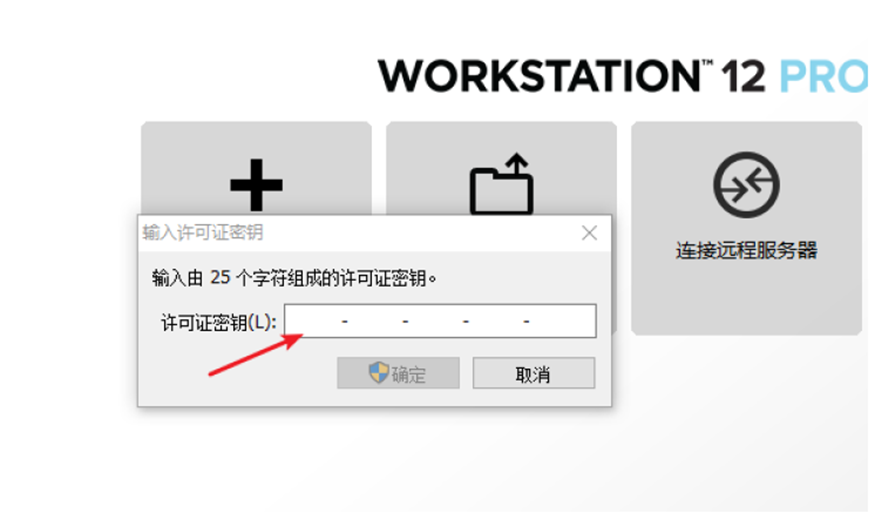 WORKSTATION™ 12 PRO
输入许可证密钥
输入由 25 个字符组成的许可证密钥。
连接远程服务器
许可证密钥(L): - - - -
确定 取消